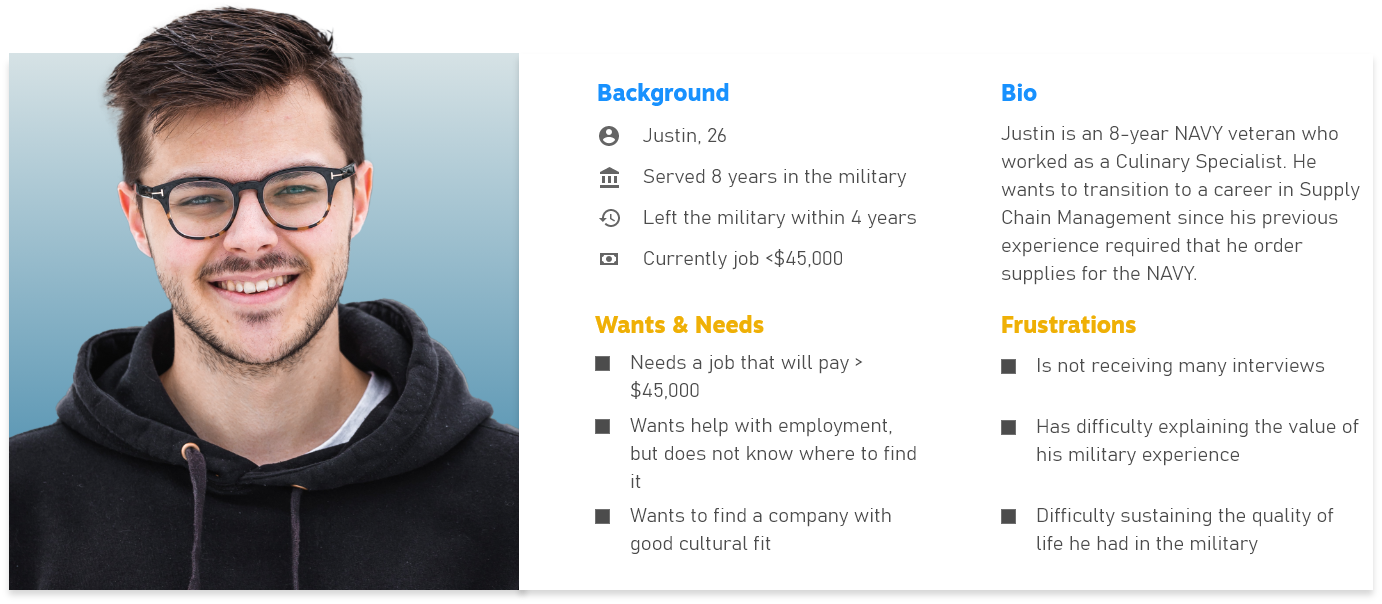 Background
Justin, 26
Served 8 years in the military
Left the military within 4 years
Currently job <$45,000
Bio
Justin is an 8-year NAVY veteran who
worked as a Culinary Specialist. He
wants to transition to a career in Supply
Chain Management since his previous
experience required that he order
supplies for the NAVY.
Wants & Needs
Needs a job that will pay >
$45,000
Wants help with employment,
but does not know where to find
it
Wants to find a company with
good cultural fit
Frustrations
Is not receiving many interviews
Has difficulty explaining the value of
his military experience
Difficulty sustaining the quality of
life he had in the military